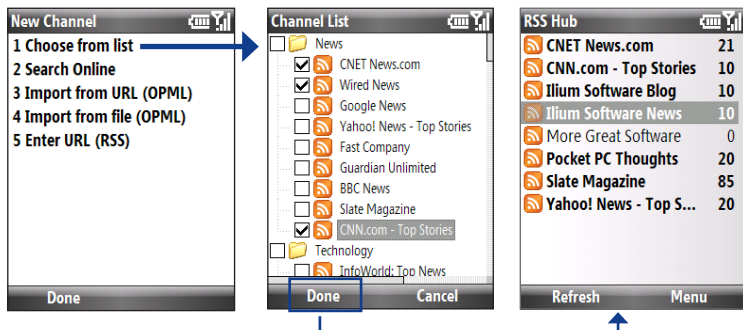 New Channel
1 Choose from list
2 Search Online
3 Import from URL (OPML)
4 Import from file (OPML)
5 Enter URL (RSS)
Done
Channel List
News
CNET News.com
Wired News
Google News
Yahoo! News - Top Stories
Fast Company
Guardian Unlimited
BBC News
Slate Magazine
CNN.com - Top Stories
Technology
InfoWorld: Top News
Done Cancel
RSS Hub
CNET News.com 21
CNN.com - Top Stories 10
Ilium Software Blog 10
Ilium Software News 10
More Great Software 0
Pocket PC Thoughts 20
Slate Magazine 85
Yahoo! News - Top S... 20
Refresh Menu